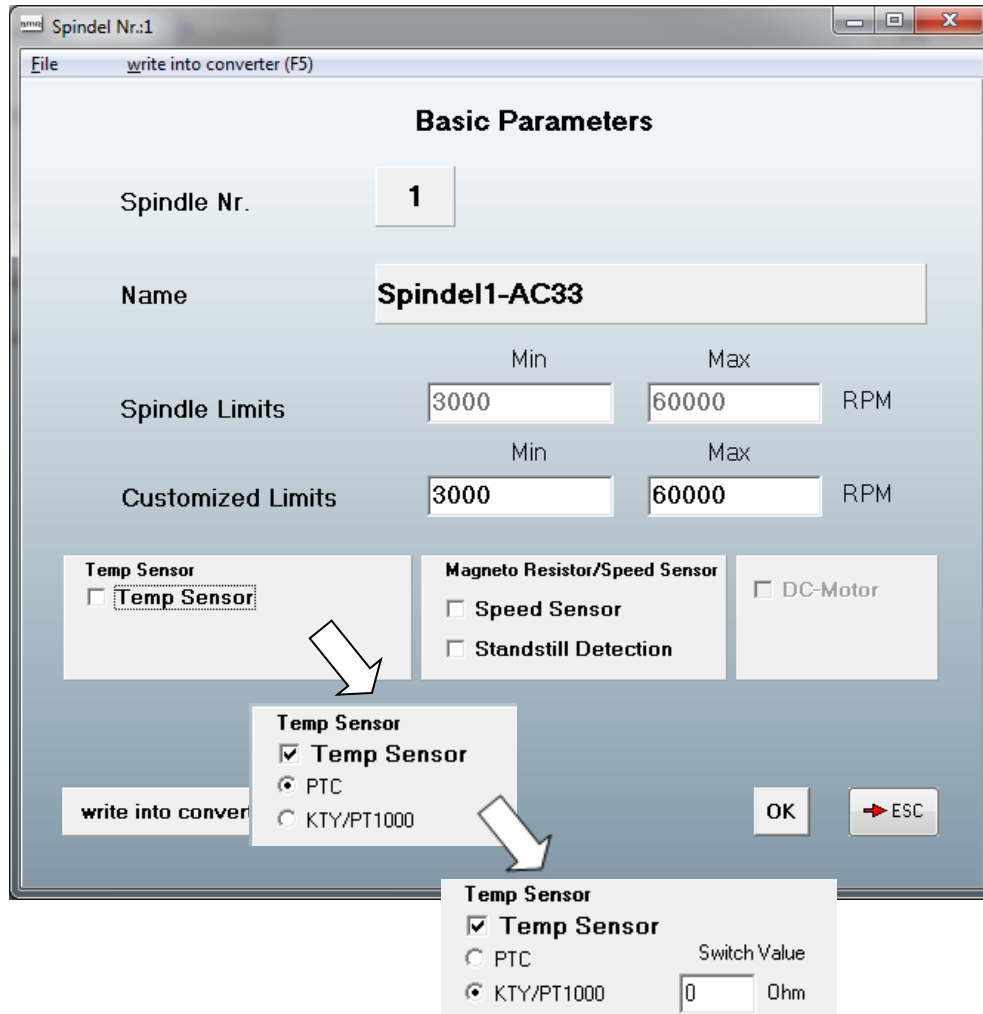 Spindel Nr.:1
File write into converter (F5)
Basic Parameters
Spindle Nr. 1
Name Spindel1-AC33
Min Max
Spindle Limits 3000 60000 RPM
Min Max
Customized Limits 3000 60000 RPM
Temp Sensor
Temp Sensor
Magneto Resistor/Speed Sensor
Speed Sensor
Standstill Detection
DC-Motor
Temp Sensor
Temp Sensor
PTC
KTY/PT1000
write into convert
OK
ESC
Temp Sensor
Temp Sensor
PTC Switch Value
KTY/PT1000 0 Ohm